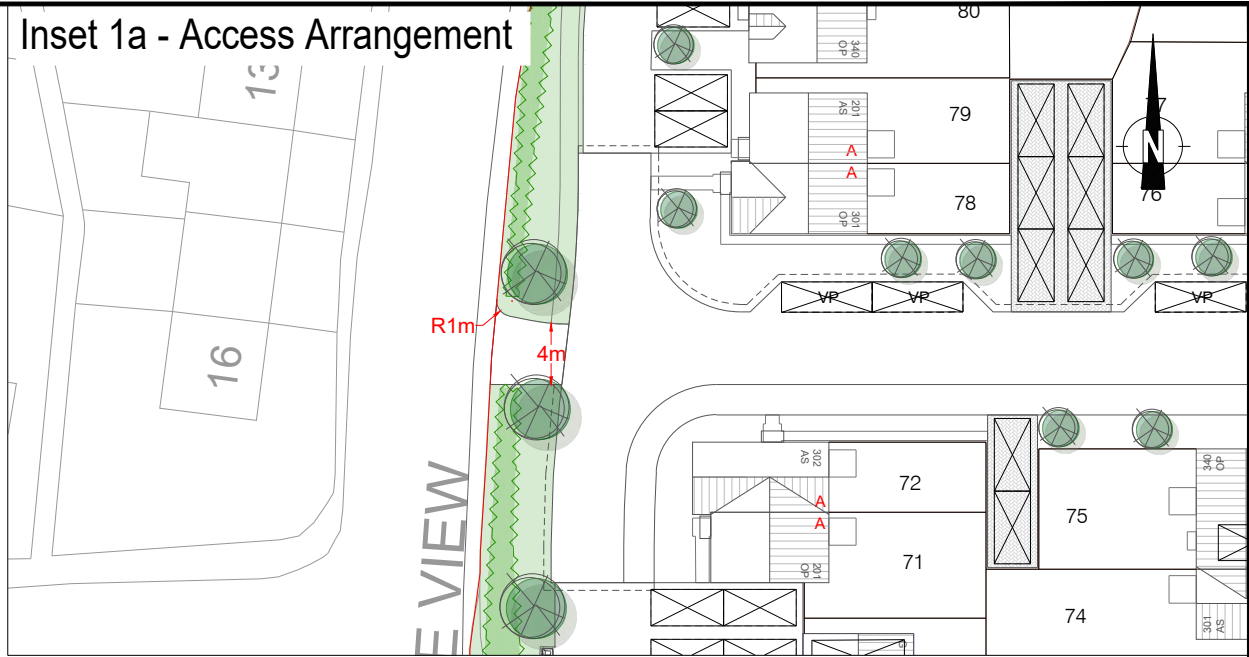 Inset 1a - Access Arrangement
80
340
OP
13
79
201
AS
A
A
77
N
76
78
301
OP
VP
VP
VP
R1m
4m
16
E VIEW
302
AS
72
A
A
71
201
OP
75
340
OP
74
301
AS